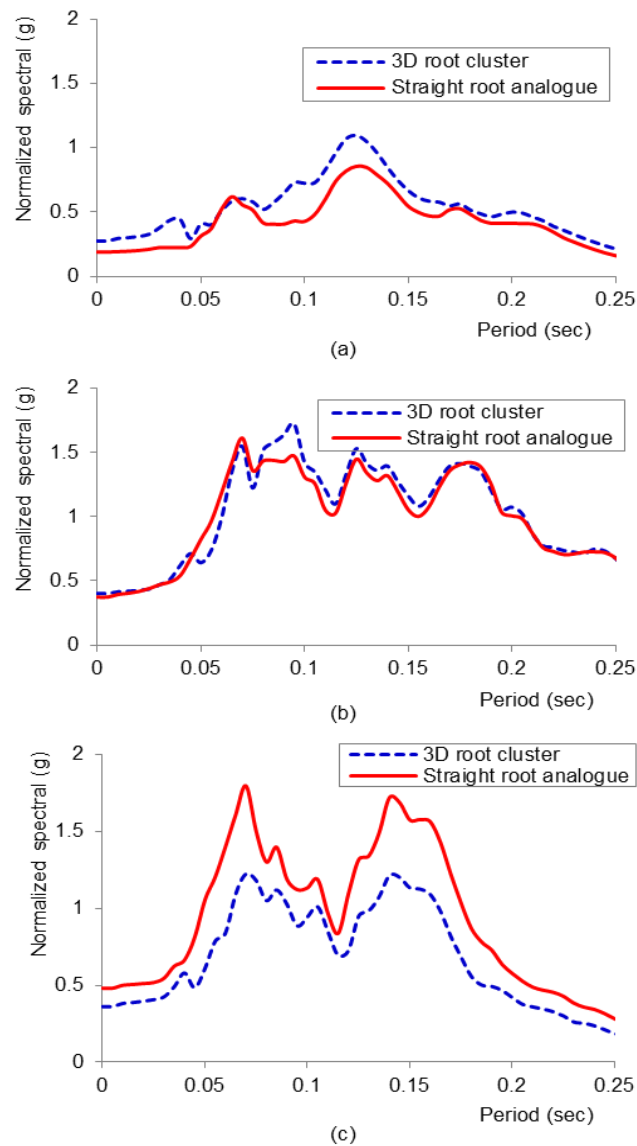 2
1.5
1
0.5
0
Normalized spectral (g)
3D root cluster
Straight root analogue
0 0.05 0.1 0.15 0.2 0.25
Period (sec)
(a)
2
1.5
1
0.5
0
Normalized spectral (g)
3D root cluster
Straight root analogue
0 0.05 0.1 0.15 0.2 0.25
Period (sec)
(b)
2
1.5
1
0.5
0
Normalized spectral (g)
3D root cluster
Straight root analogue
0 0.05 0.1 0.15 0.2 0.25
Period (sec)
(c)